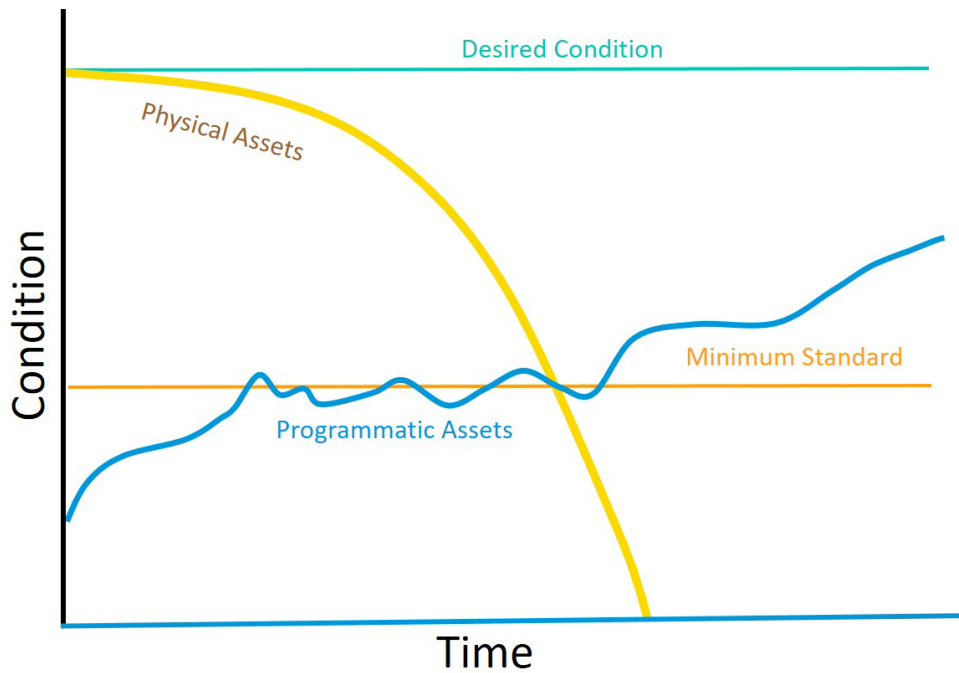 Desired Condition
Physical Assets
Condition
Minimum Standard
Programmatic Assets
Time